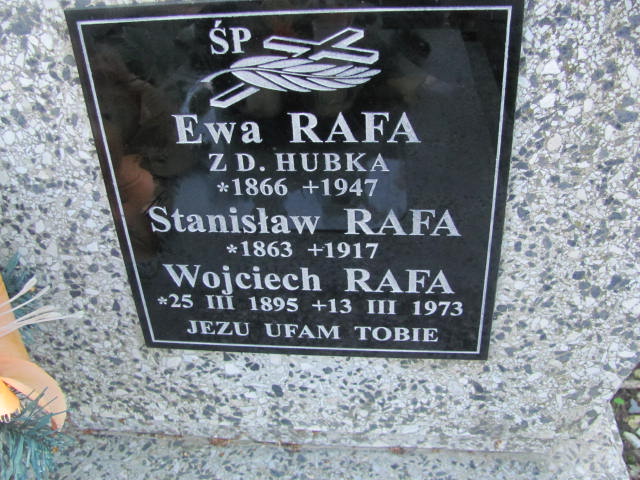 ŚP
Ewa RAFA
Z D. HUBKA
*1866 +1947
Stanisław RAFA
*1863 +1917
Wojciech RAFA
*25 III 1895 +13 III 1973
JEZU UFAM TOBIE